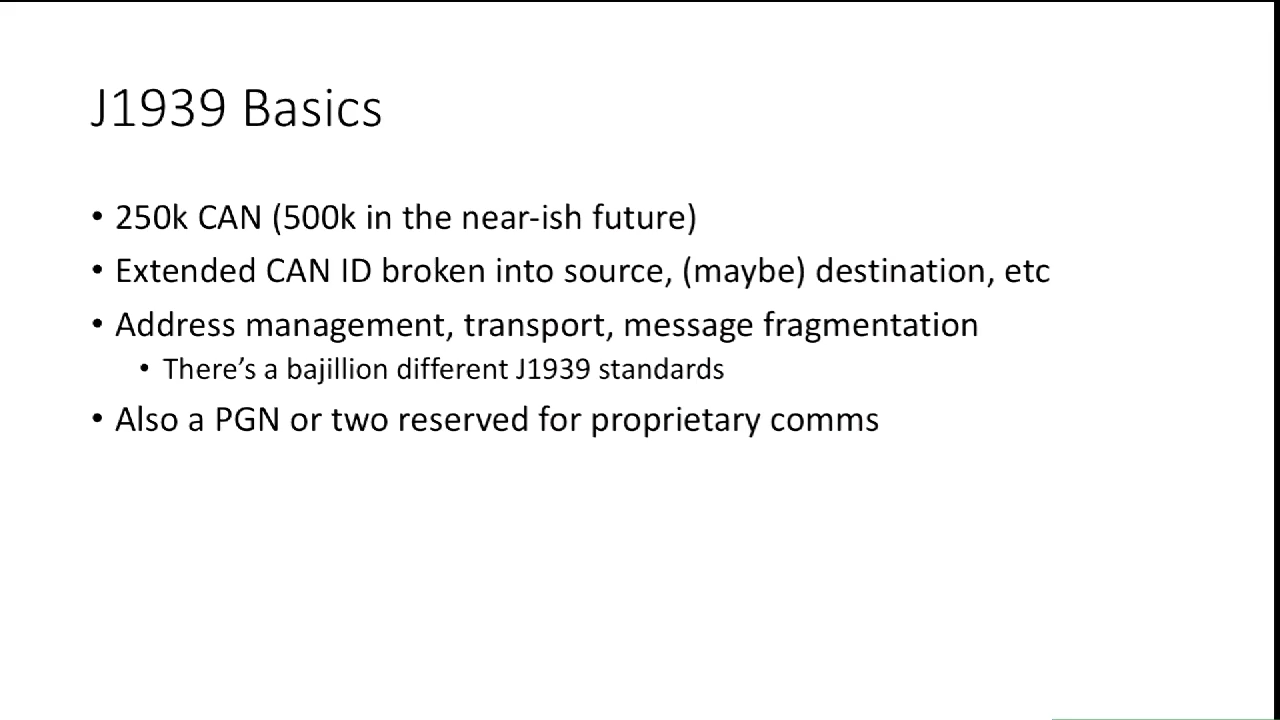 J1939 Basics
• 250k CAN (500k in the near-ish future)
• Extended CAN ID broken into source, (maybe) destination, etc
• Address management, transport, message fragmentation
• There’s a bajillion different J1939 standards
• Also a PGN or two reserved for proprietary comms